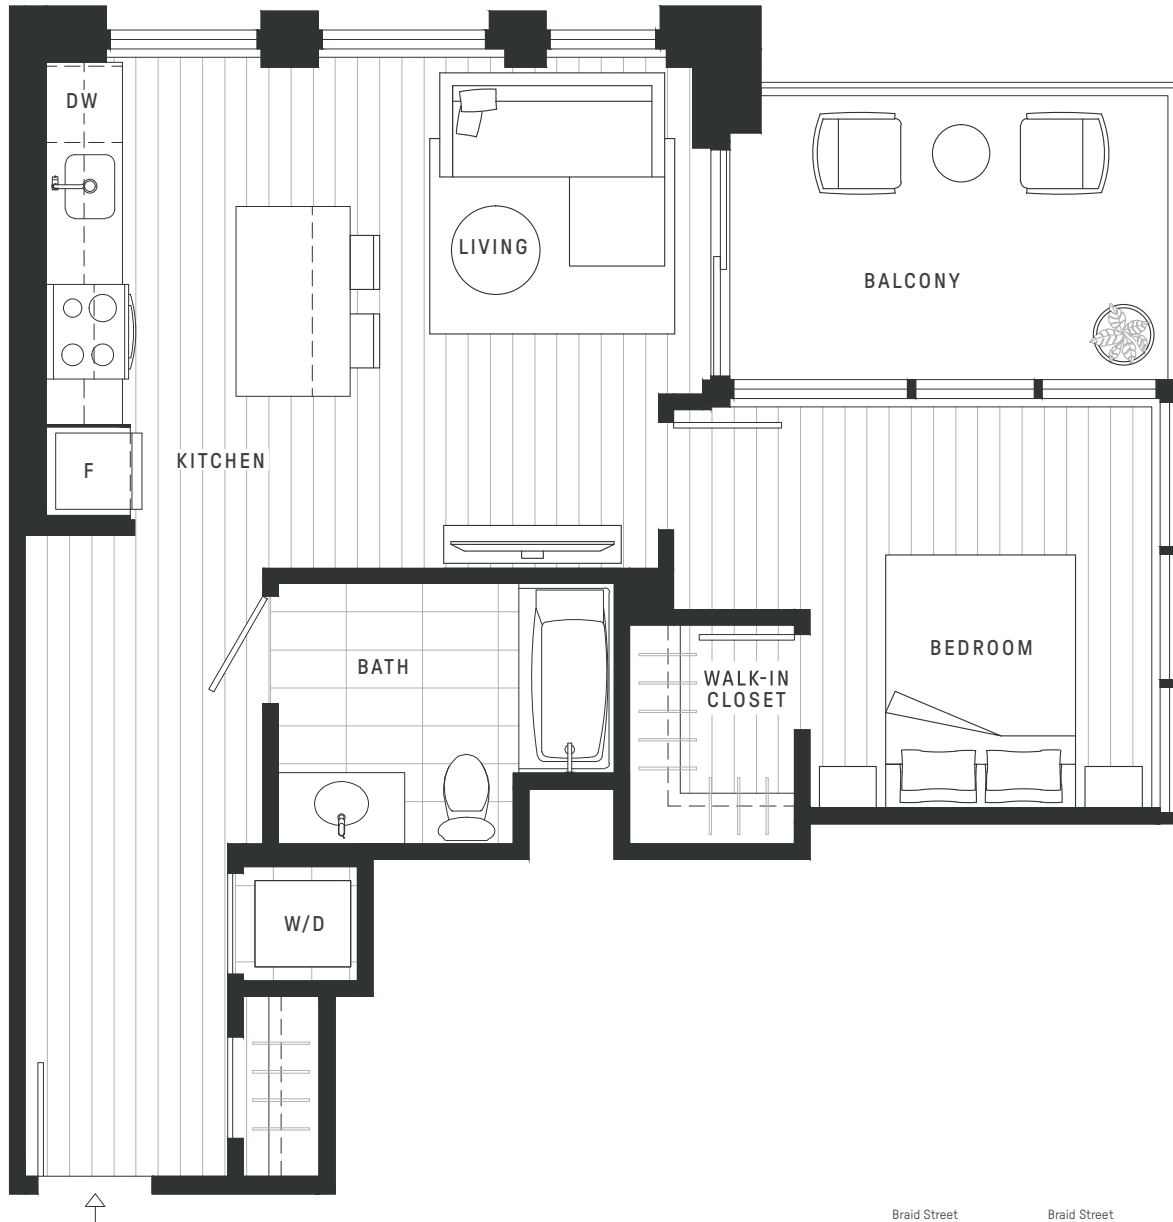 DW
LIVING
BALCONY
F
KITCHEN
BATH
BEDROOM
WALK-IN
CLOSET
W/D
Braid Street
Braid Street